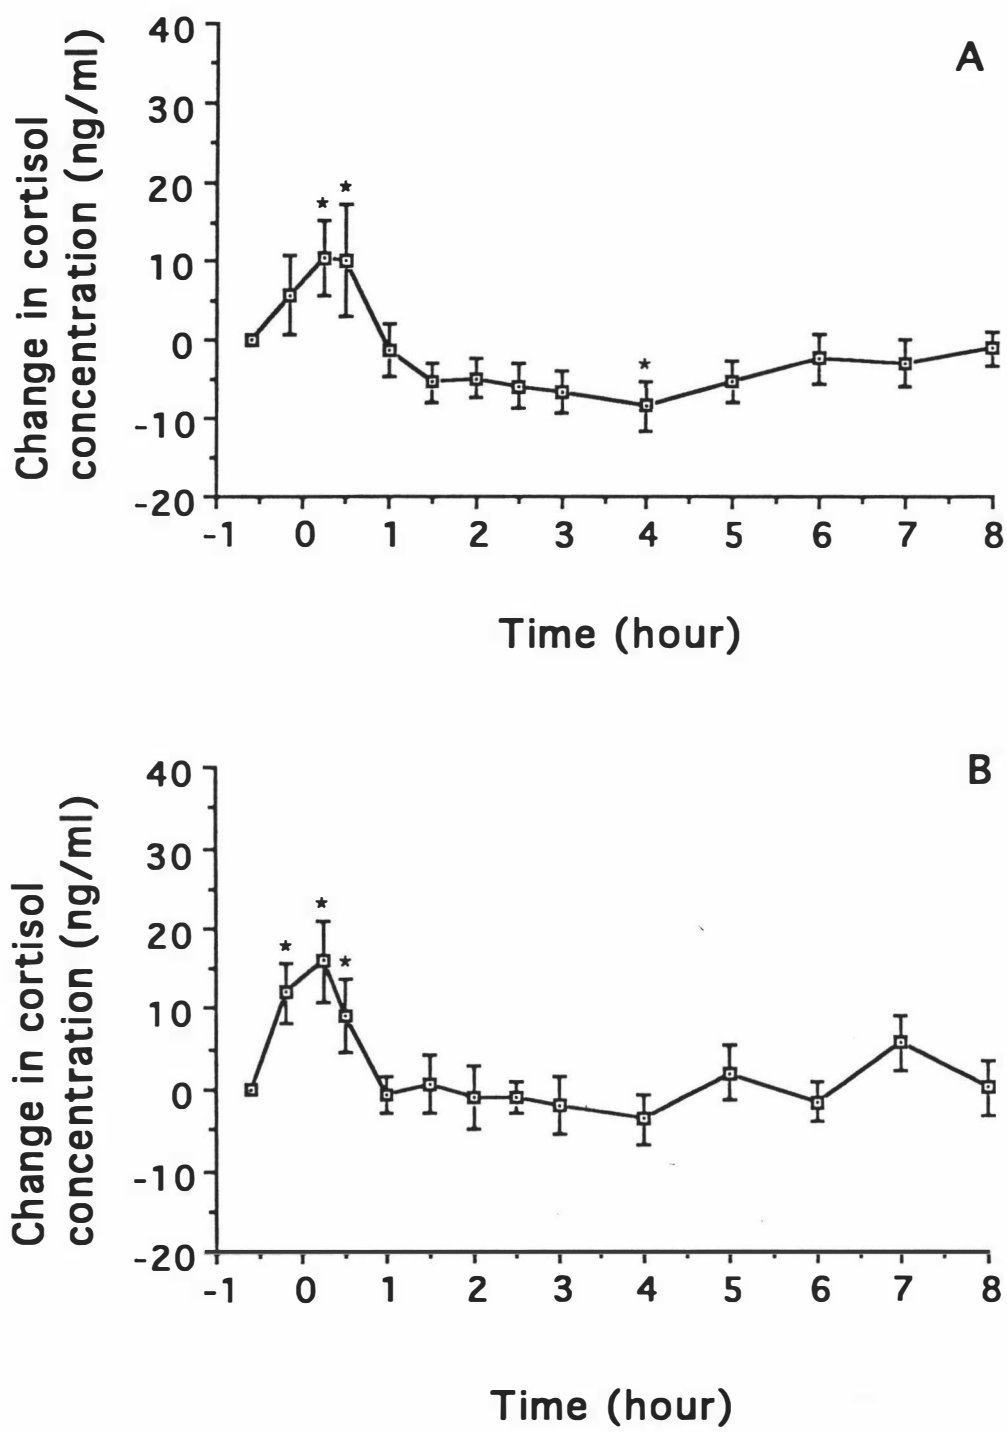 A
Change in cortisol
concentration (ng/ml)
40
30
20
10
0
-10
-20
*
*
*
-1 0 1 2 3 4 5 6 7 8
Time (hour)
B
Change in cortisol
concentration (ng/ml)
40
30
20
10
0
-10
-20
*
*
*
-1 0 1 2 3 4 5 6 7 8
Time (hour)